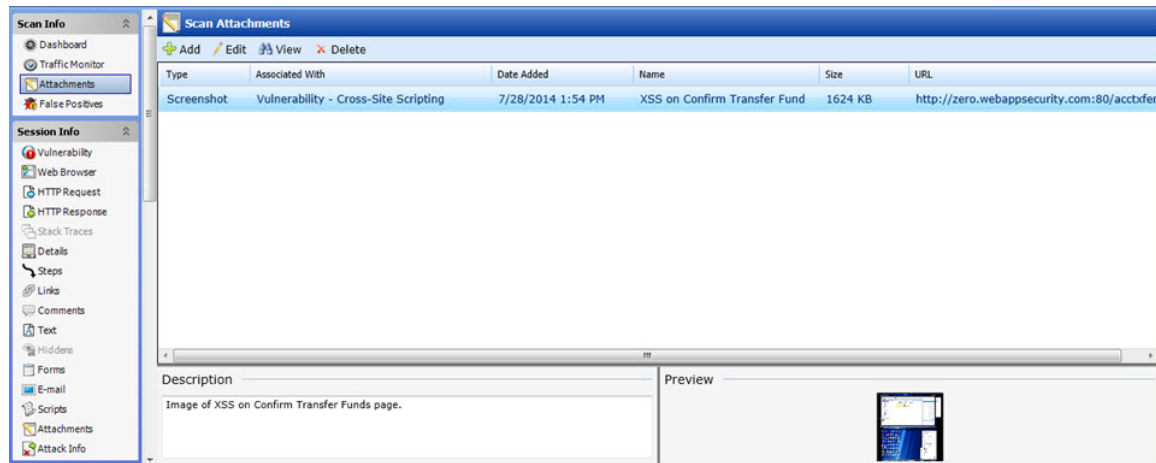 Scan Info
Dashboard
Traffic Monitor
Attachments
False Positives
Session Info
Vulnerability
Web Browser
HTTP Request
HTTP Response
Stack Traces
Details
Steps
Links
Comments
Text
Hiddens
Forms
E-mail
Scripts
Attachments
Attack Info
Scan Attachments
Add Edit View Delete
Type Associated With Date Added Name Size URL
Screenshot Vulnerability - Cross-Site Scripting 7/28/2014 1:54 PM XSS on Confirm Transfer Fund 1624 KB http://zero.webappsecurity.com:80/acctxfer
Description
Image of XSS on Confirm Transfer Funds page.
Preview